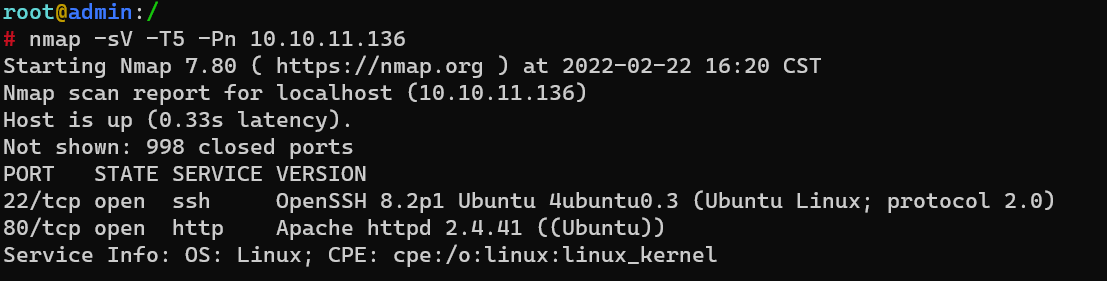 root@admin:/
# nmap -sV -T5 -Pn 10.10.11.136
Starting Nmap 7.80 ( https://nmap.org ) at 2022-02-22 16:20 CST
Nmap scan report for localhost (10.10.11.136)
Host is up (0.33s latency).
Not shown: 998 closed ports
PORT   STATE SERVICE VERSION
22/tcp open  ssh     OpenSSH 8.2p1 Ubuntu 4ubuntu0.3 (Ubuntu Linux; protocol 2.0)
80/tcp open  http    Apache httpd 2.4.41 ((Ubuntu))
Service Info: OS: Linux; CPE: cpe:/o:linux:linux_kernel